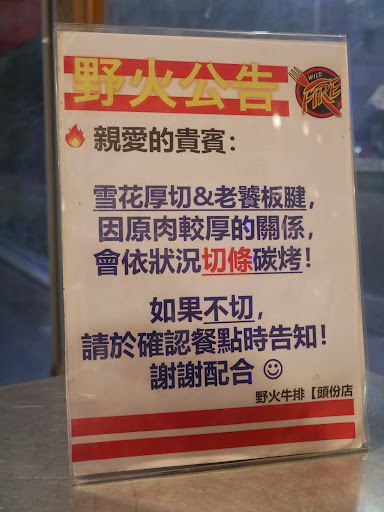 野火公告
WILD
FIRE
親愛的貴賓：
雪花厚切&老饕板腱，
因原肉較厚的關係，
會依狀況切條碳烤！
如果不切，
請於確認餐點時告知！
謝謝配合☺
野火牛排【頭份店